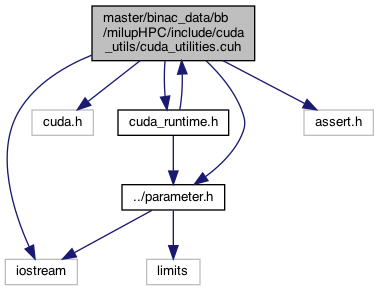 master/binac_data/bb
/milupHPC/include/cuda
_utils/cuda_utilities.cuh
cuda.h
cuda_runtime.h
assert.h
../parameter.h
iostream
limits